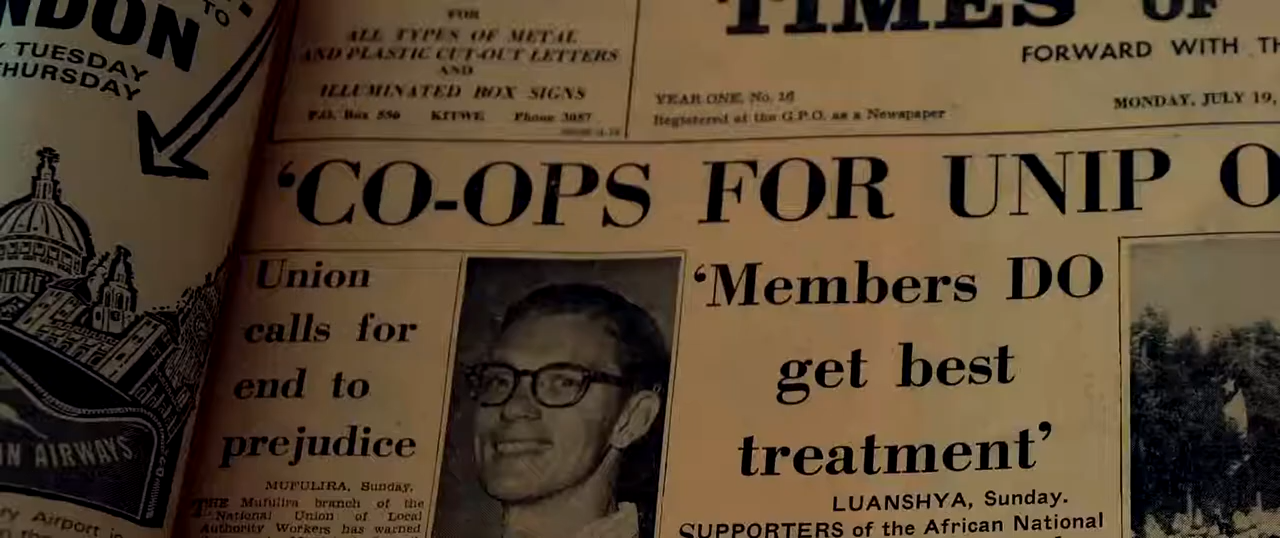 TO
NDON
TUESDAY
THURSDAY
IN AIRWAYS
Airport in
FOR
ALL TYPES OF METAL
AND PLASTIC CUT-OUT LETTERS
AND
ILLUMINATED BOX SIGNS
P.O. Box 556 KITWE Phone 3087
TIMES OF
FORWARD WITH TH
YEAR ONE, No. 16
Registered at the G.P.O. as a Newspaper
MONDAY, JULY 19,
‘CO-OPS FOR UNIP O
Union
calls for
end to
prejudice
MUFULIRA, Sunday.
THE Mufulira branch of the
National Union of Local
Authority Workers has warned
‘Members DO
get best
treatment’
LUANSHYA, Sunday.
SUPPORTERS of the African National